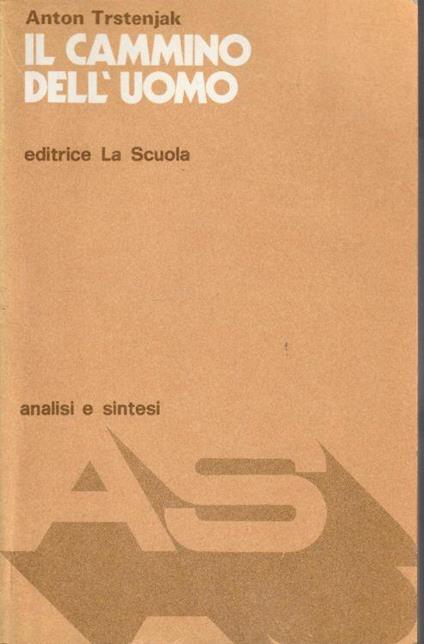 Anton Trstenjak
IL CAMMINO
DELL'UOMO
editrice La Scuola
analisi e sintesi
AS